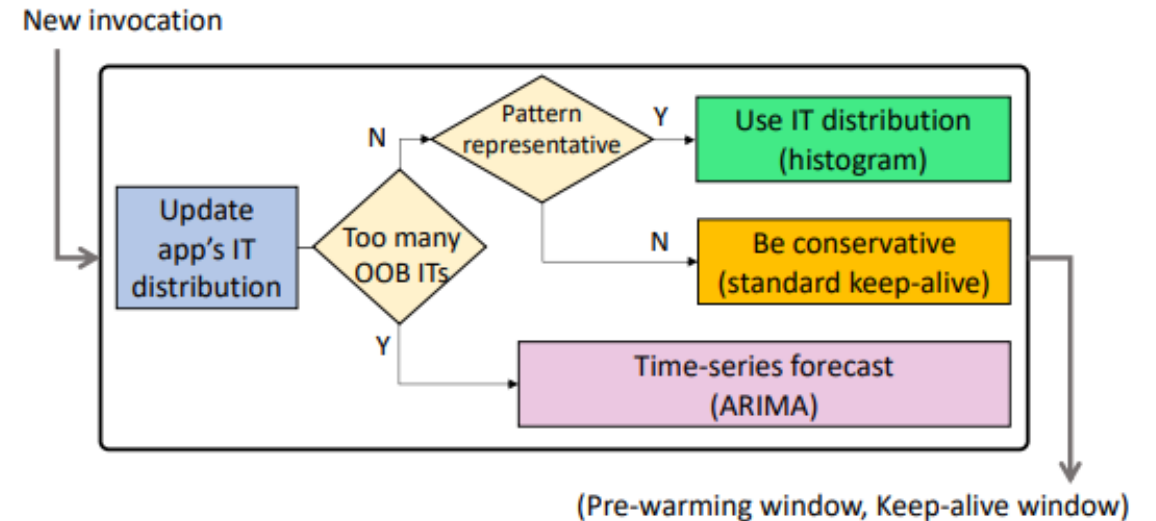 New invocation
Update
app's IT
distribution
Too many
OOB ITs
N
Y
Pattern
representative
Y
N
Use IT distribution
(histogram)
Be conservative
(standard keep-alive)
Time-series forecast
(ARIMA)
(Pre-warming window, Keep-alive window)